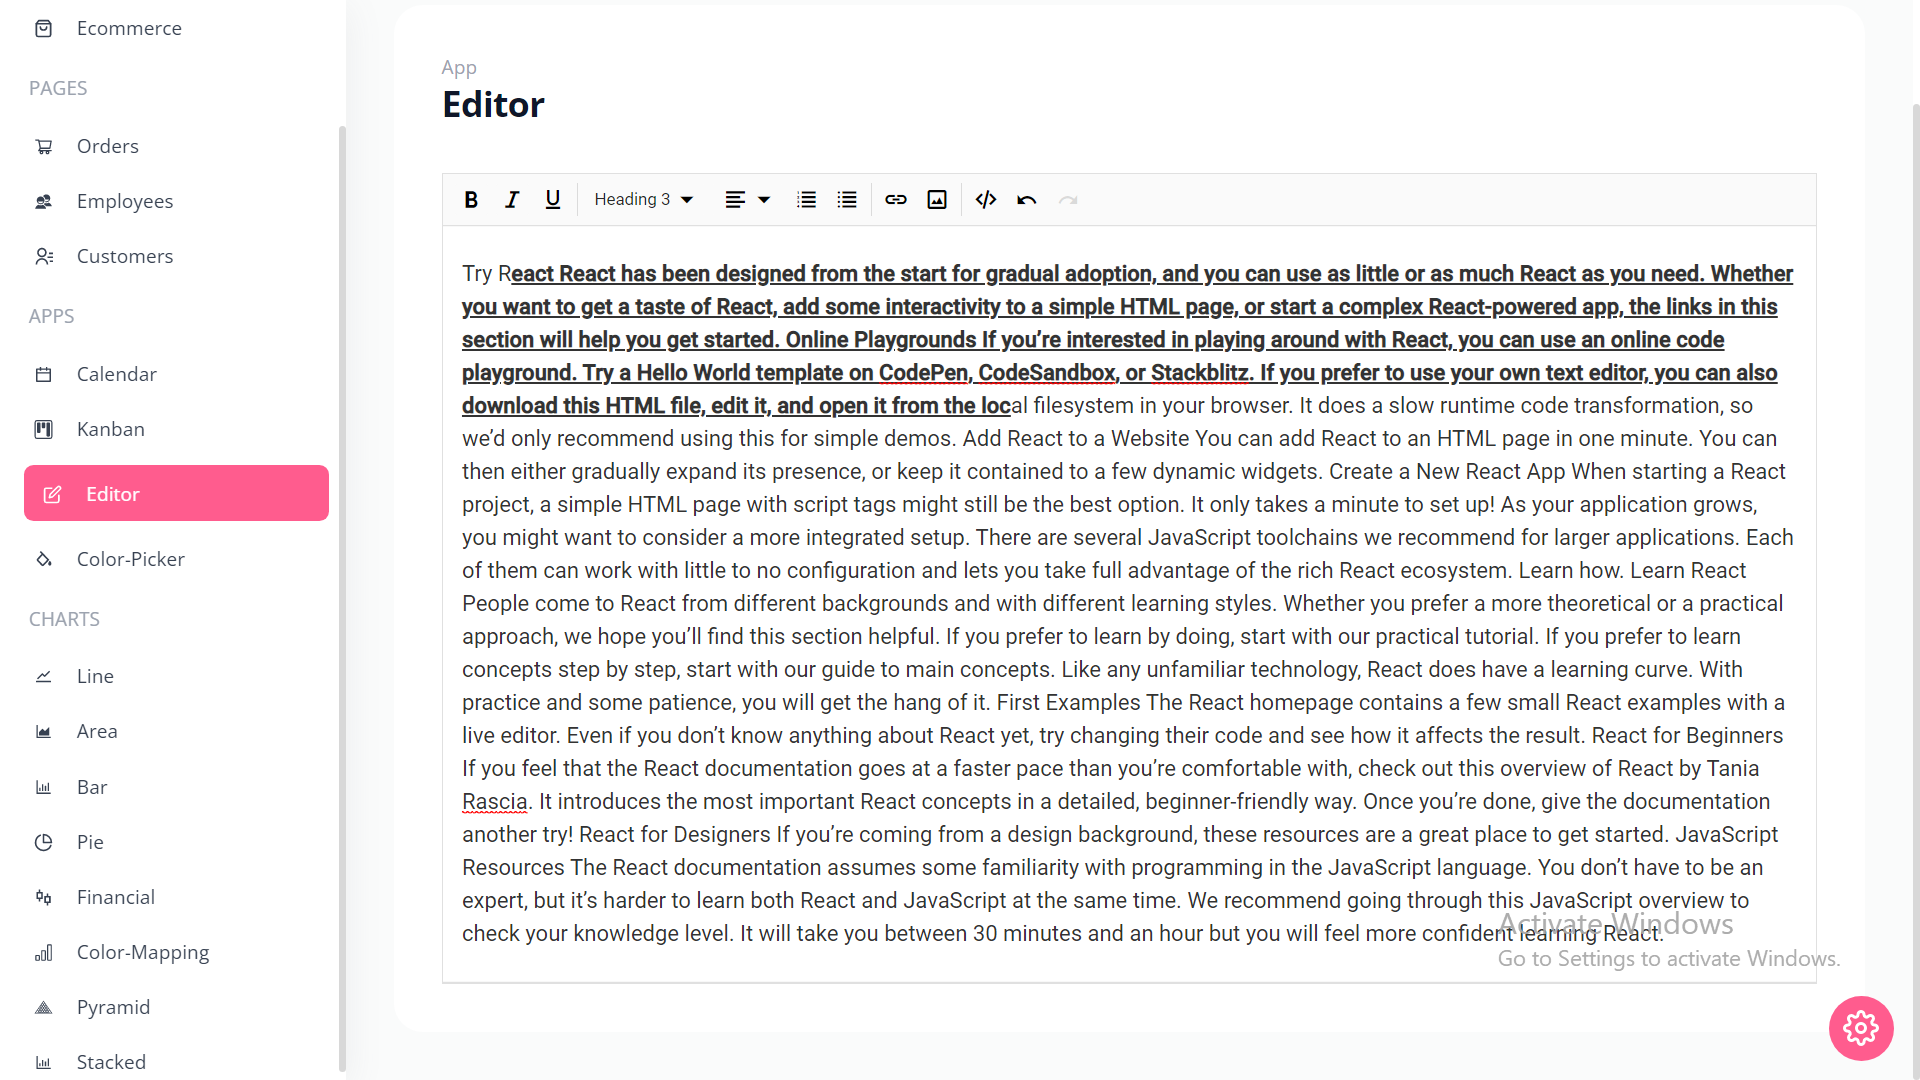 Ecommerce
PAGES
Orders
Employees
Customers
APPS
Calendar
Kanban
Editor
Color-Picker
CHARTS
Line
Area
Bar
Pie
Financial
Color-Mapping
Pyramid
Stacked
App
Editor
B I U Heading 3
Try React React has been designed from the start for gradual adoption, and you can use as little or as much React as you need. Whether
you want to get a taste of React, add some interactivity to a simple HTML page, or start a complex React-powered app, the links in this
section will help you get started. Online Playgrounds If you’re interested in playing around with React, you can use an online code
playground. Try a Hello World template on CodePen, CodeSandbox, or Stackblitz. If you prefer to use your own text editor, you can also
download this HTML file, edit it, and open it from the local filesystem in your browser. It does a slow runtime code transformation, so
we’d only recommend using this for simple demos. Add React to a Website You can add React to an HTML page in one minute. You can
then either gradually expand its presence, or keep it contained to a few dynamic widgets. Create a New React App When starting a React
project, a simple HTML page with script tags might still be the best option. It only takes a minute to set up! As your application grows,
you might want to consider a more integrated setup. There are several JavaScript toolchains we recommend for larger applications. Each
of them can work with little to no configuration and lets you take full advantage of the rich React ecosystem. Learn how. Learn React
People come to React from different backgrounds and with different learning styles. Whether you prefer a more theoretical or a practical
approach, we hope you’ll find this section helpful. If you prefer to learn by doing, start with our practical tutorial. If you prefer to learn
concepts step by step, start with our guide to main concepts. Like any unfamiliar technology, React does have a learning curve. With
practice and some patience, you will get the hang of it. First Examples The React homepage contains a few small React examples with a
live editor. Even if you don’t know anything about React yet, try changing their code and see how it affects the result. React for Beginners
If you feel that the React documentation goes at a faster pace than you’re comfortable with, check out this overview of React by Tania
Rascia. It introduces the most important React concepts in a detailed, beginner-friendly way. Once you’re done, give the documentation
another try! React for Designers If you’re coming from a design background, these resources are a great place to get started. JavaScript
Resources The React documentation assumes some familiarity with programming in the JavaScript language. You don’t have to be an
expert, but it’s harder to learn both React and JavaScript at the same time. We recommend going through this JavaScript overview to
check your knowledge level. It will take you between 30 minutes and an hour but you will feel more confident learning React.
Activate Windows
Go to Settings to activate Windows.